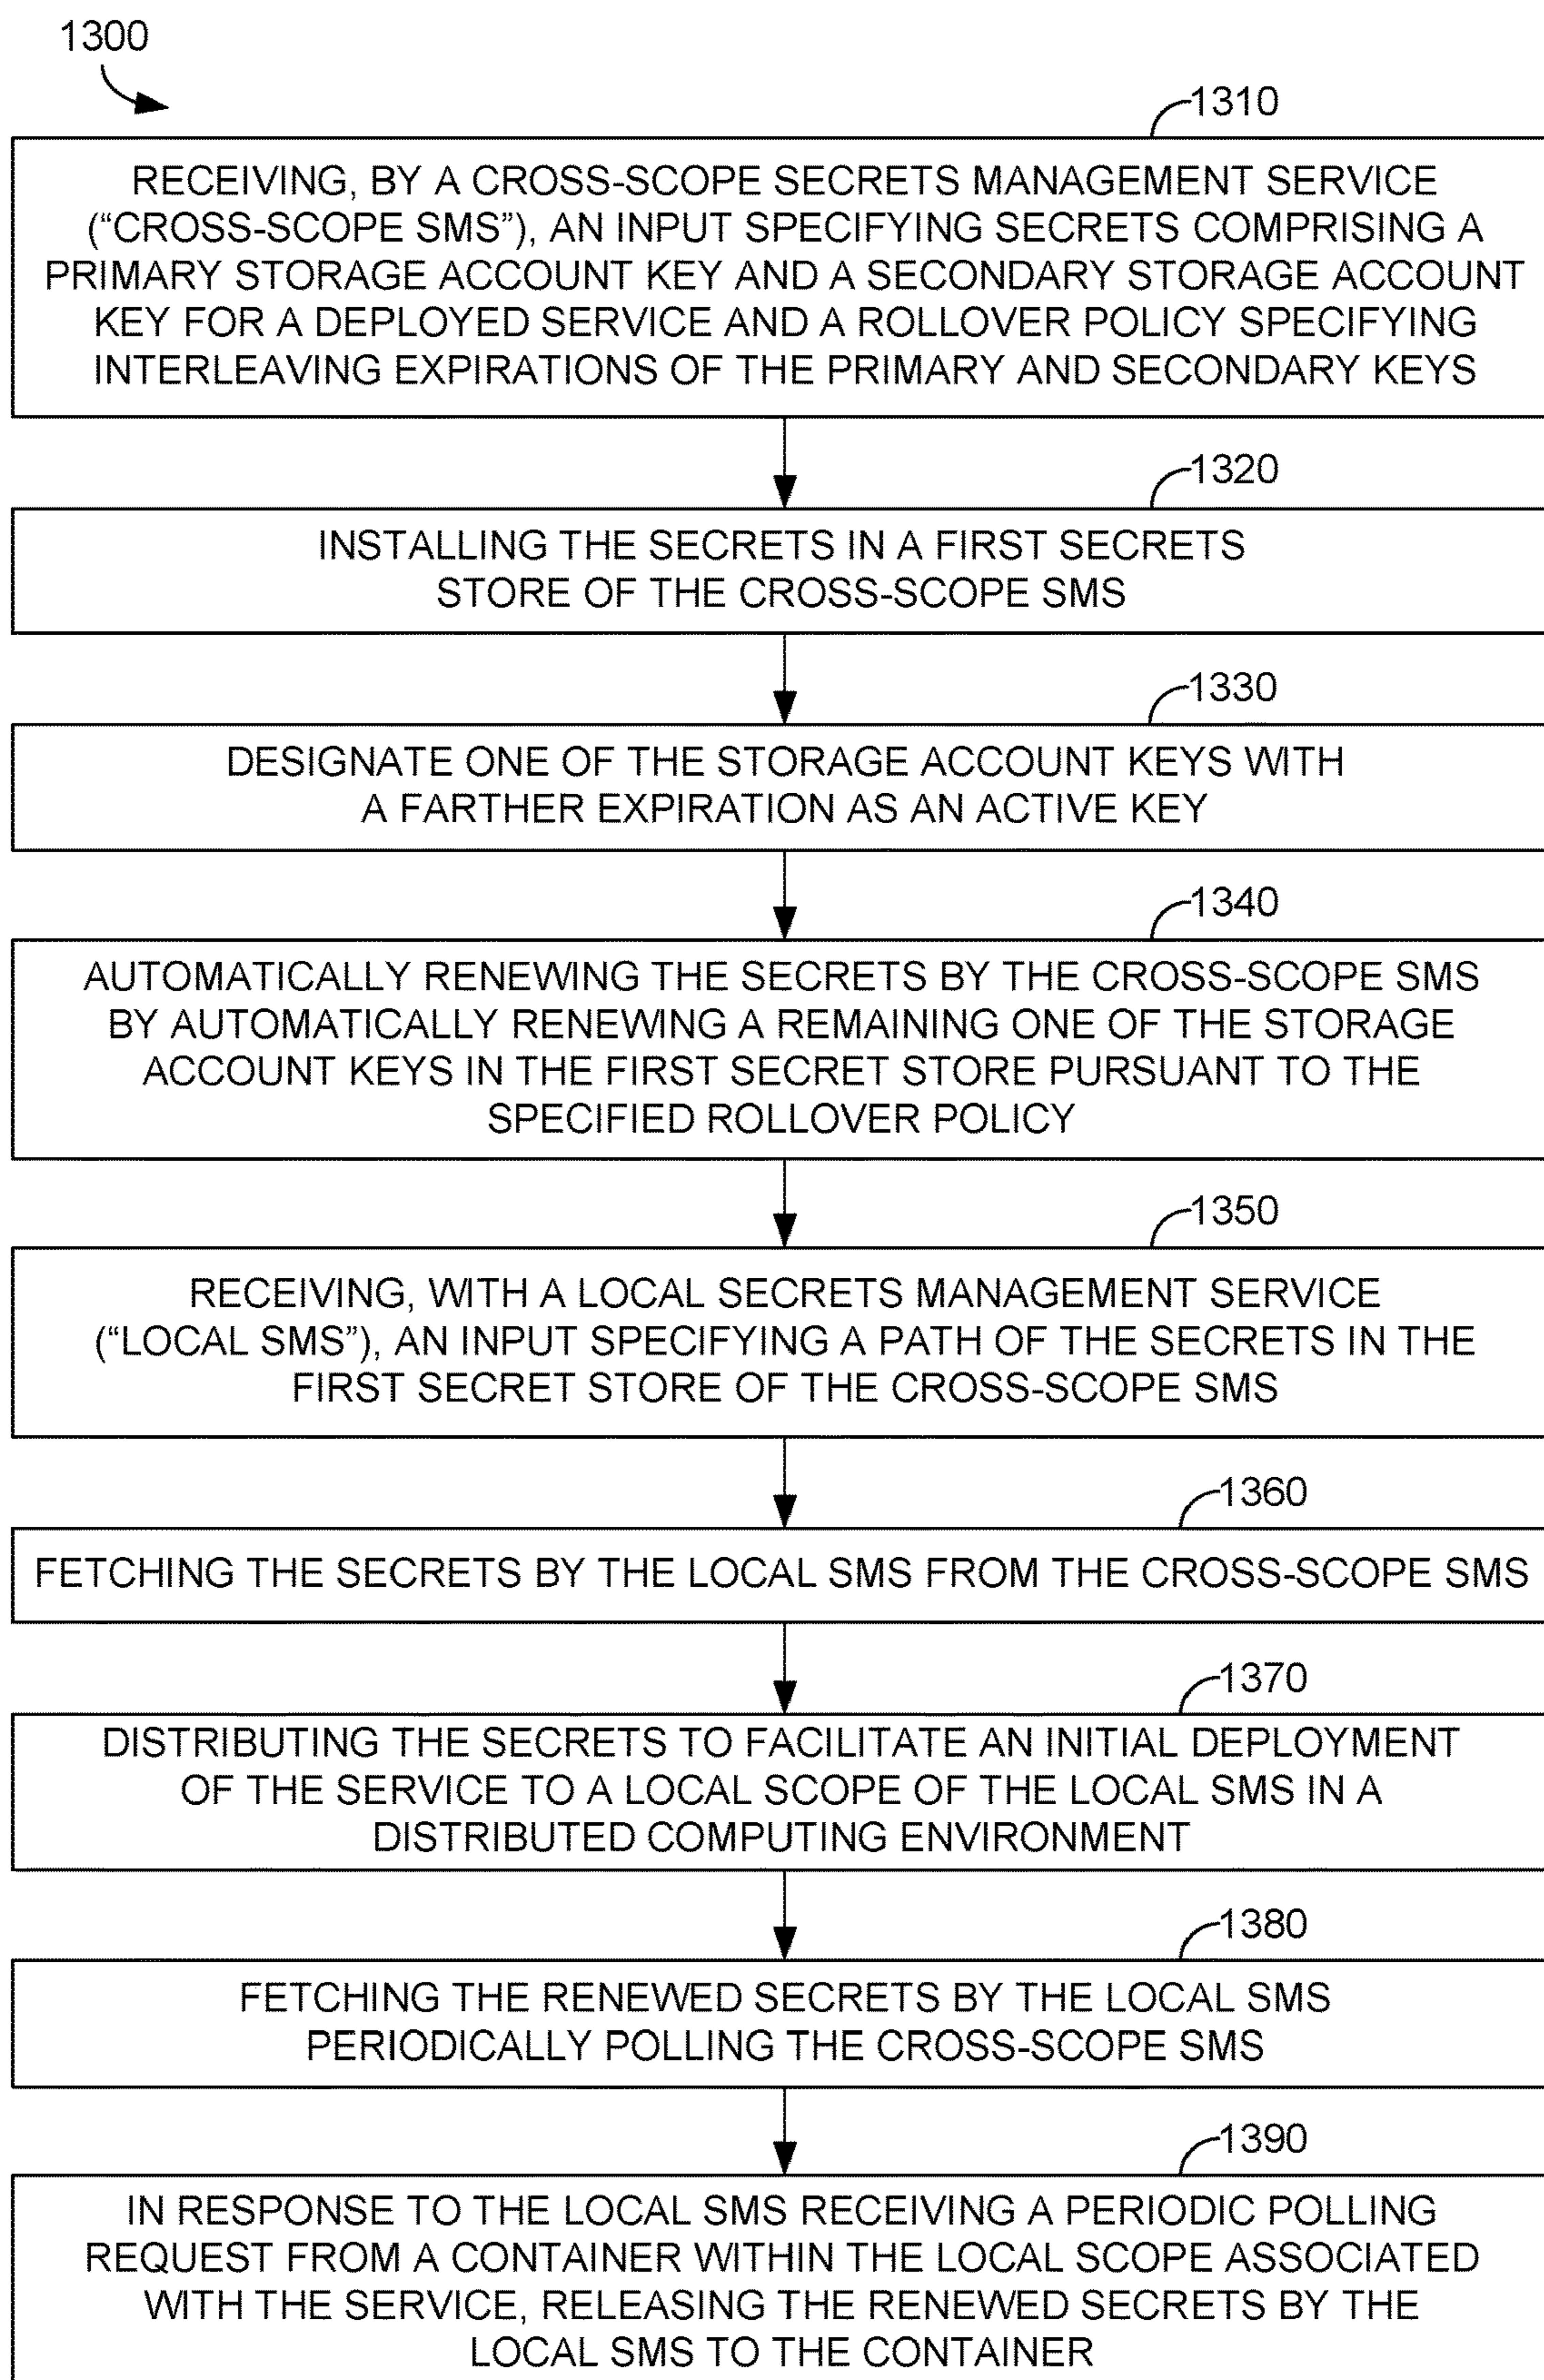 1300
1310
RECEIVING, BY A CROSS-SCOPE SECRETS MANAGEMENT SERVICE
(“CROSS-SCOPE SMS”), AN INPUT SPECIFYING SECRETS COMPRISING A
PRIMARY STORAGE ACCOUNT KEY AND A SECONDARY STORAGE ACCOUNT
KEY FOR A DEPLOYED SERVICE AND A ROLLOVER POLICY SPECIFYING
INTERLEAVING EXPIRATIONS OF THE PRIMARY AND SECONDARY KEYS
1320
INSTALLING THE SECRETS IN A FIRST SECRETS
STORE OF THE CROSS-SCOPE SMS
1330
DESIGNATE ONE OF THE STORAGE ACCOUNT KEYS WITH
A FARTHER EXPIRATION AS AN ACTIVE KEY
1340
AUTOMATICALLY RENEWING THE SECRETS BY THE CROSS-SCOPE SMS
BY AUTOMATICALLY RENEWING A REMAINING ONE OF THE STORAGE
ACCOUNT KEYS IN THE FIRST SECRET STORE PURSUANT TO THE
SPECIFIED ROLLOVER POLICY
1350
RECEIVING, WITH A LOCAL SECRETS MANAGEMENT SERVICE
(“LOCAL SMS”), AN INPUT SPECIFYING A PATH OF THE SECRETS IN THE
FIRST SECRET STORE OF THE CROSS-SCOPE SMS
1360
FETCHING THE SECRETS BY THE LOCAL SMS FROM THE CROSS-SCOPE SMS
1370
DISTRIBUTING THE SECRETS TO FACILITATE AN INITIAL DEPLOYMENT
OF THE SERVICE TO A LOCAL SCOPE OF THE LOCAL SMS IN A
DISTRIBUTED COMPUTING ENVIRONMENT
1380
FETCHING THE RENEWED SECRETS BY THE LOCAL SMS
PERIODICALLY POLLING THE CROSS-SCOPE SMS
1390
IN RESPONSE TO THE LOCAL SMS RECEIVING A PERIODIC POLLING
REQUEST FROM A CONTAINER WITHIN THE LOCAL SCOPE ASSOCIATED
WITH THE SERVICE, RELEASING THE RENEWED SECRETS BY THE
LOCAL SMS TO THE CONTAINER